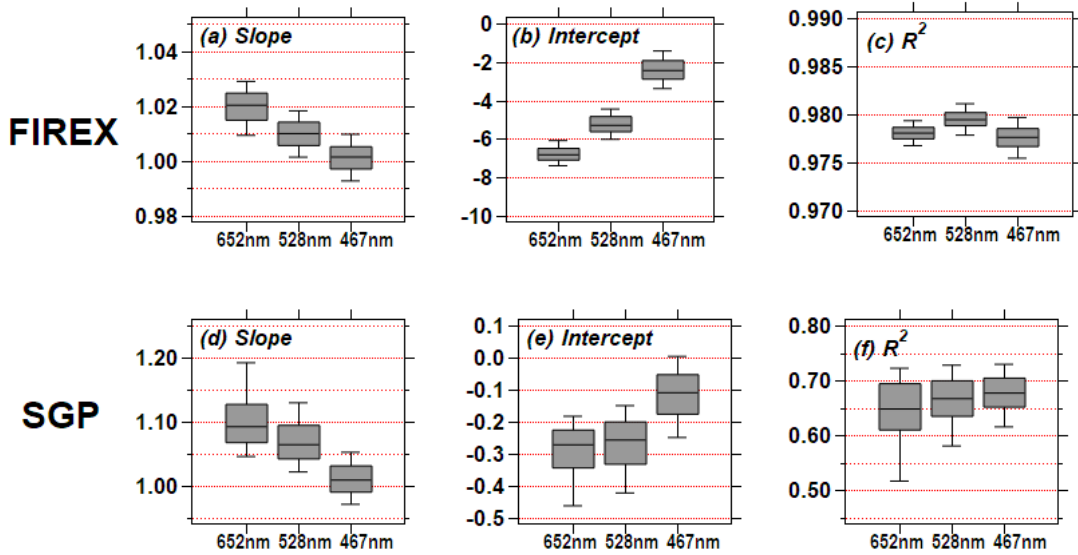 FIREX
(a) Slope
1.04
1.02
1.00
0.98
652nm 528nm 467nm
(b) Intercept
0
-2
-4
-6
-8
-10
652nm 528nm 467nm
(c) R²
0.990
0.985
0.980
0.975
0.970
652nm 528nm 467nm
SGP
(d) Slope
1.20
1.10
1.00
652nm 528nm 467nm
(e) Intercept
0.1
0.0
-0.1
-0.2
-0.3
-0.4
-0.5
652nm 528nm 467nm
(f) R²
0.80
0.70
0.60
0.50
652nm 528nm 467nm